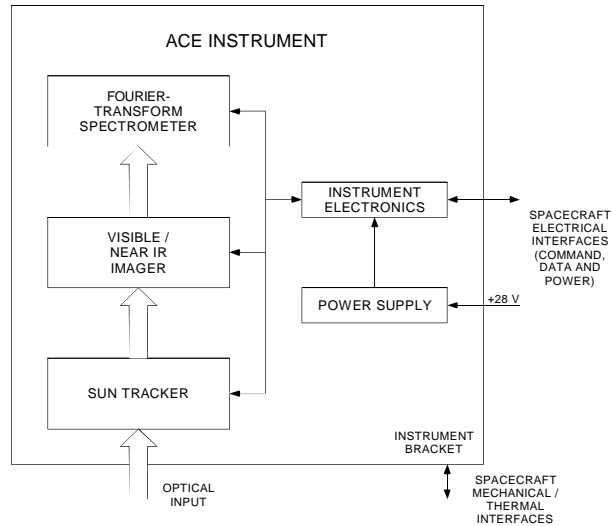 ACE INSTRUMENT
FOURIER-
TRANSFORM
SPECTROMETER
INSTRUMENT
ELECTRONICS
SPACECRAFT
ELECTRICAL
INTERFACES
(COMMAND,
DATA AND
POWER)
VISIBLE /
NEAR IR
IMAGER
POWER SUPPLY
+28 V
SUN TRACKER
INSTRUMENT
BRACKET
OPTICAL
INPUT
SPACECRAFT
MECHANICAL /
THERMAL
INTERFACES